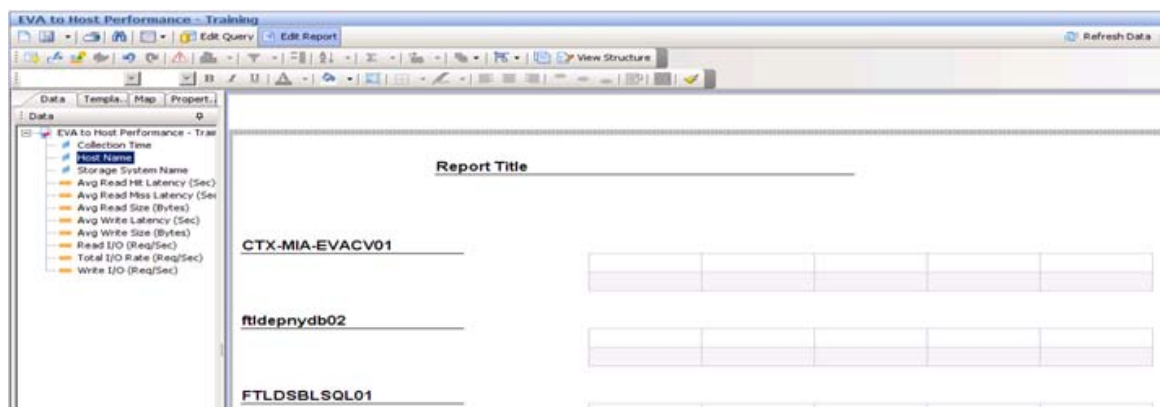 EVA to Host Performance - Training
Edit Query Edit Report Refresh Data
View Structure
B I U A
Data Templa.. Map Propert..
Data
EVA to Host Performance - Trai
Collection Time
Host Name
Storage System Name
Avg Read Hit Latency (Sec)
Avg Read Miss Latency (Sec
Avg Read Size (Bytes)
Avg Write Latency (Sec)
Avg Write Size (Bytes)
Read I/O (Req/Sec)
Total I/O Rate (Req/Sec)
Write I/O (Req/Sec)
Report Title
CTX-MIA-EVACV01
ftldepnydb02
FTLDSBLSQL01